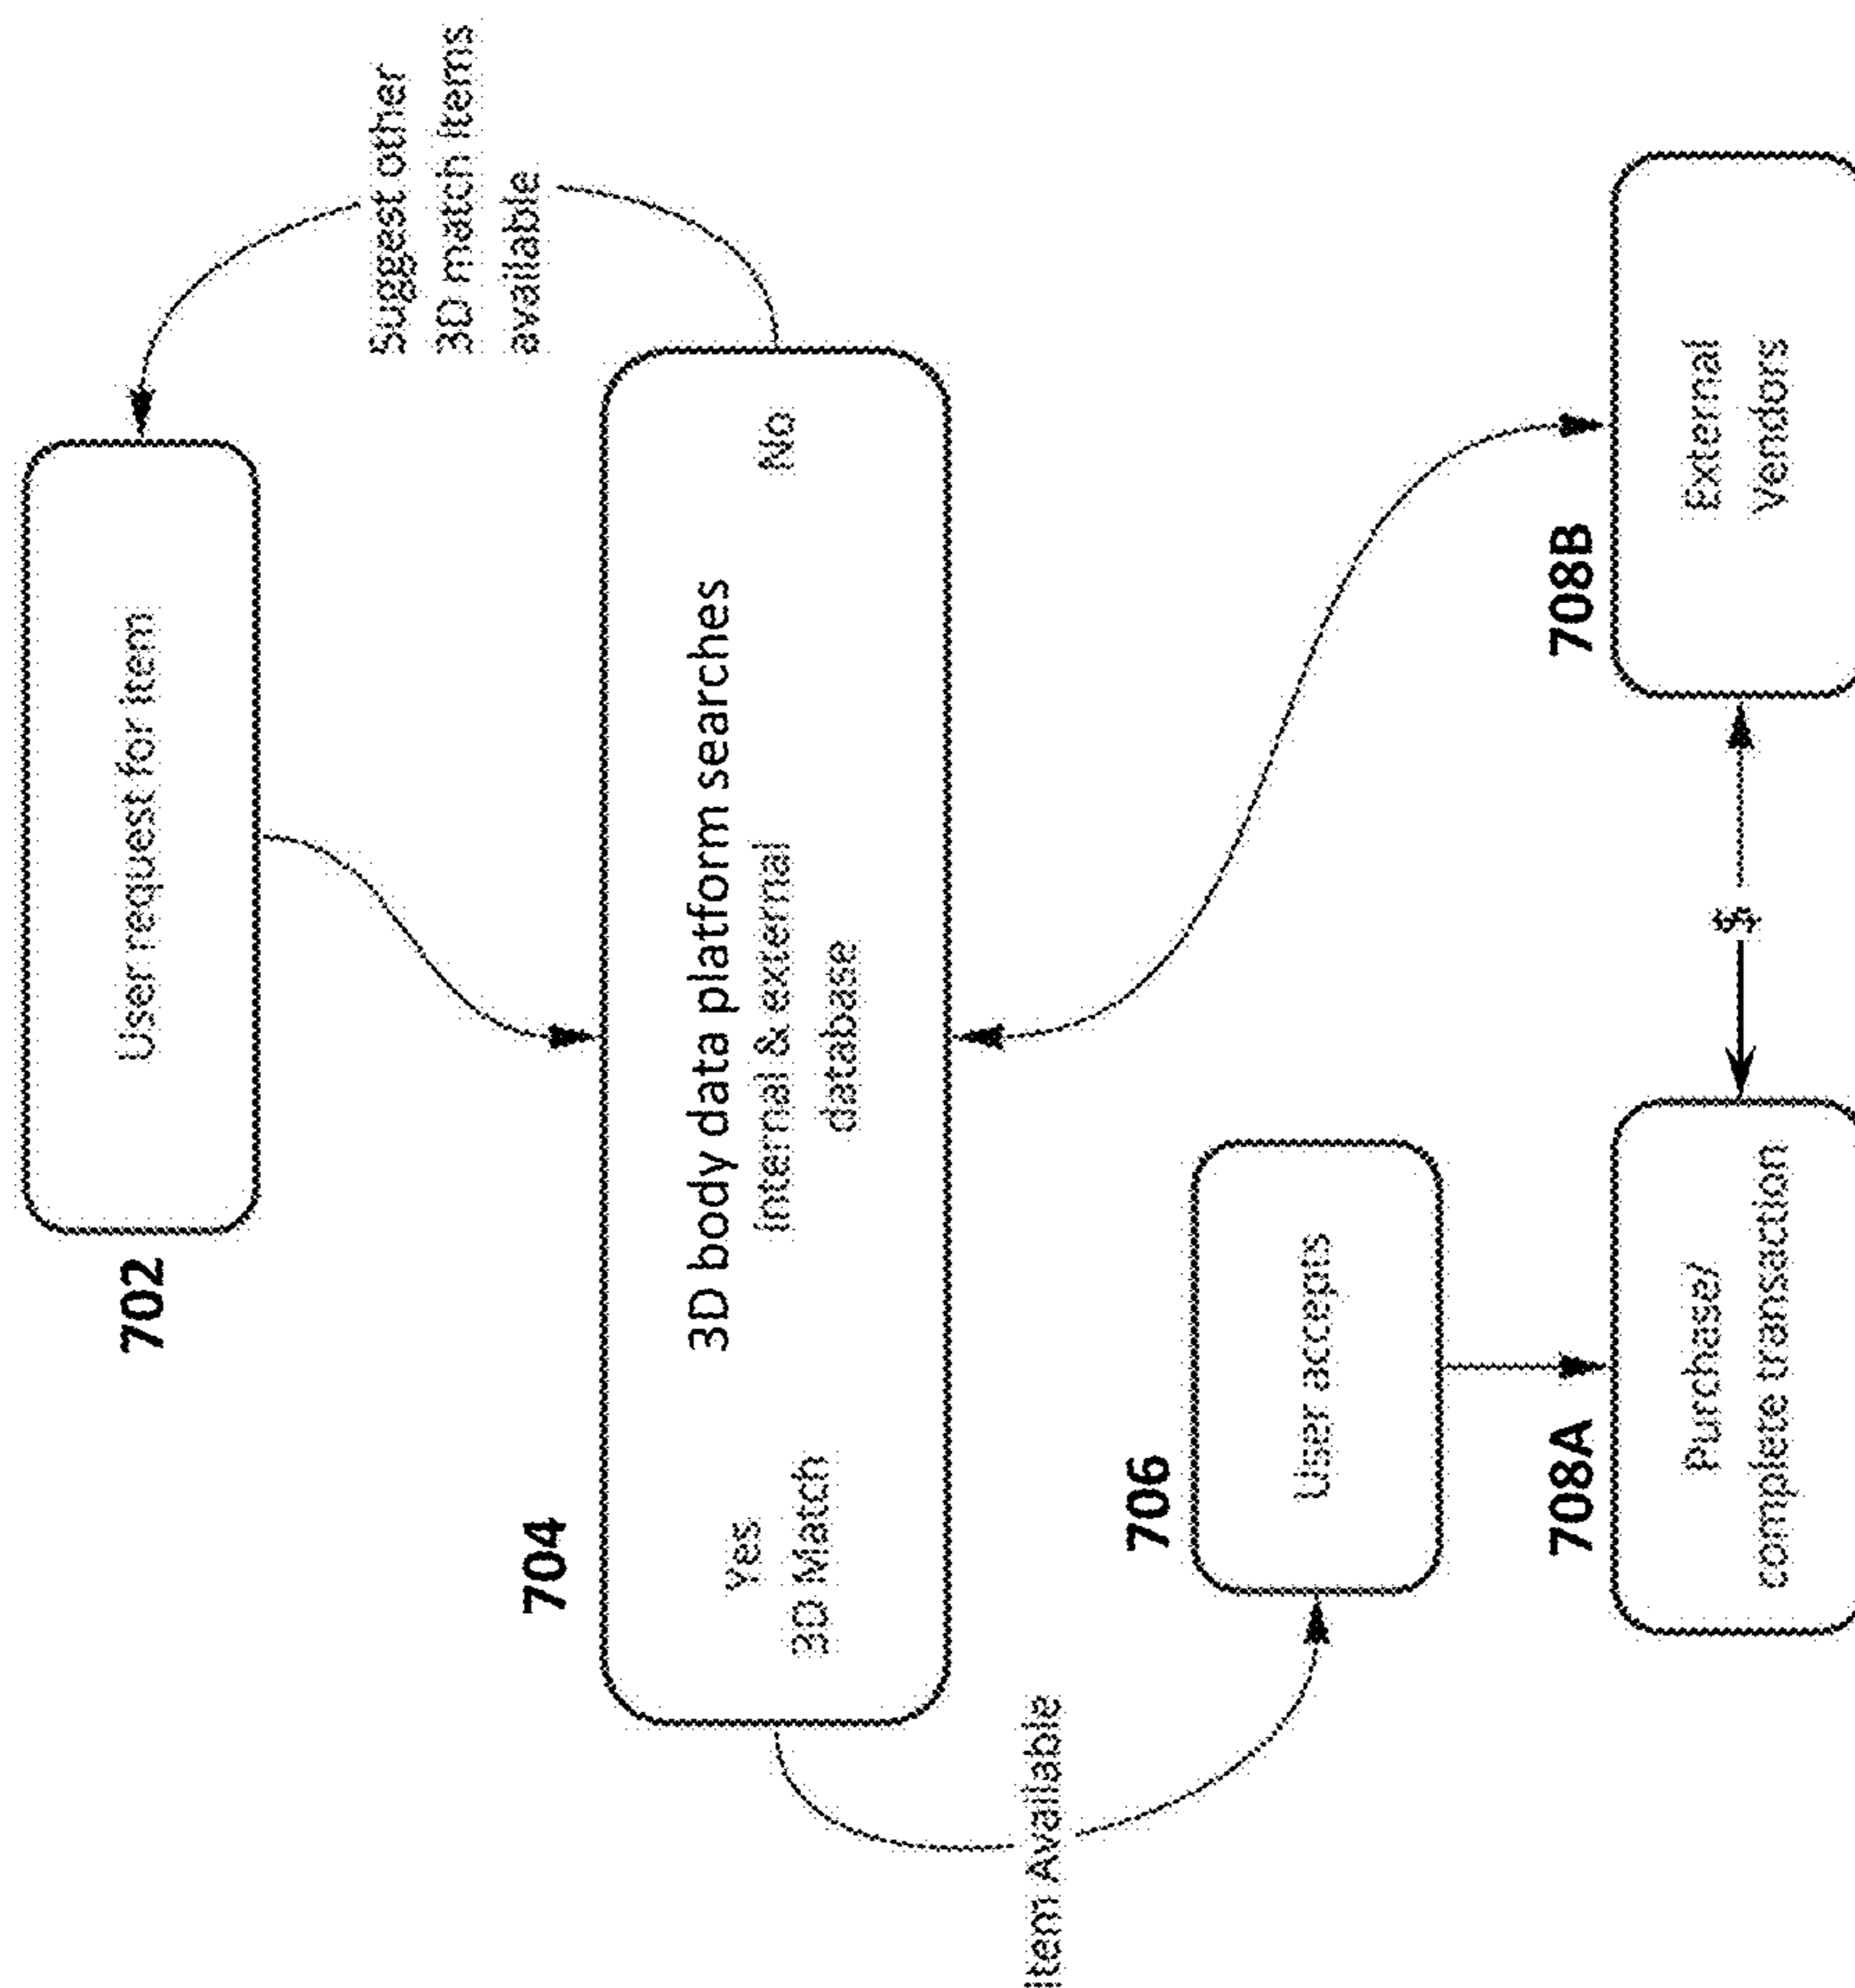 702
User request for item
Suggest other
3D match items
available
704
3D body data platform searches
Yes
3D Match
internal & external
database
No
Item Available
706
User accepts
708A
Purchase/
complete transaction
$
708B
External
Vendors